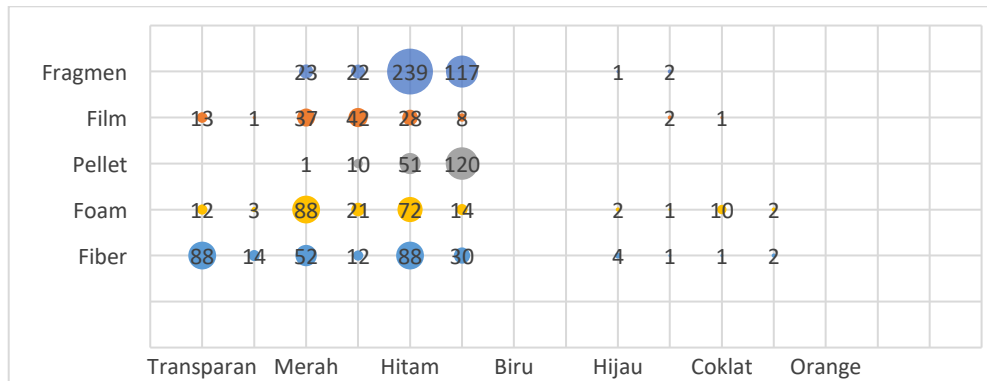 Fragmen 23 22 239 117 1 2
Film 13 1 37 42 28 8 2 1
Pellet 1 10 51 120
Foam 12 3 88 21 72 14 2 1 10 2
Fiber 88 14 52 12 88 30 4 1 1 2
Transparan Merah Hitam Biru Hijau Coklat Orange